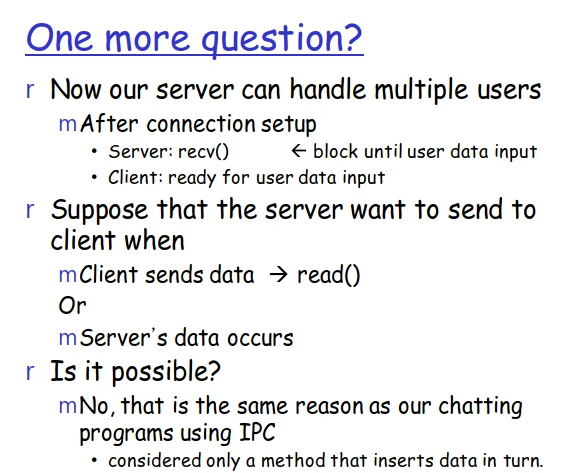 One more question?
r Now our server can handle multiple users
m After connection setup
• Server: recv() ← block until user data input
• Client: ready for user data input
r Suppose that the server want to send to
client when
m Client sends data → read()
Or
m Server's data occurs
r Is it possible?
m No, that is the same reason as our chatting
programs using IPC
• considered only a method that inserts data in turn.